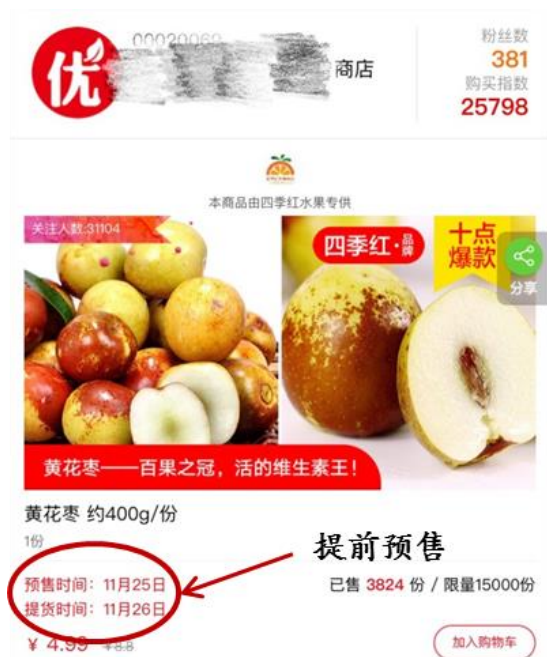 优
00020068
商店
粉丝数
381
购买指数
25798
本商品由四季红水果专供
关注人数:31104
四季红·品牌
十点
爆款
分享
黄花枣——百果之冠，活的维生素王！
黄花枣 约400g/份
1份
提前预售
预售时间：11月25日
提货时间：11月26日
已售 3824 份 / 限量15000份
¥ 4.99 ¥8.8
加入购物车